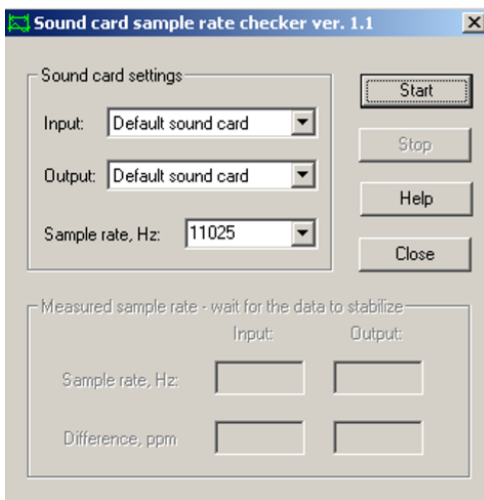 Sound card sample rate checker ver. 1.1
Sound card settings
Input: Default sound card
Output: Default sound card
Sample rate, Hz: 11025
Start
Stop
Help
Close
Measured sample rate - wait for the data to stabilize
Input: Output:
Sample rate, Hz:
Difference, ppm